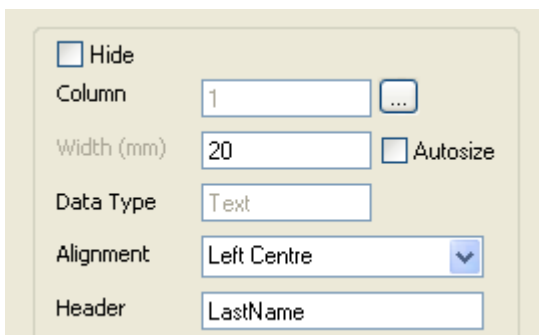 Hide
Column 1 ...
Width (mm) 20 Autosize
Data Type Text
Alignment Left Centre
Header LastName